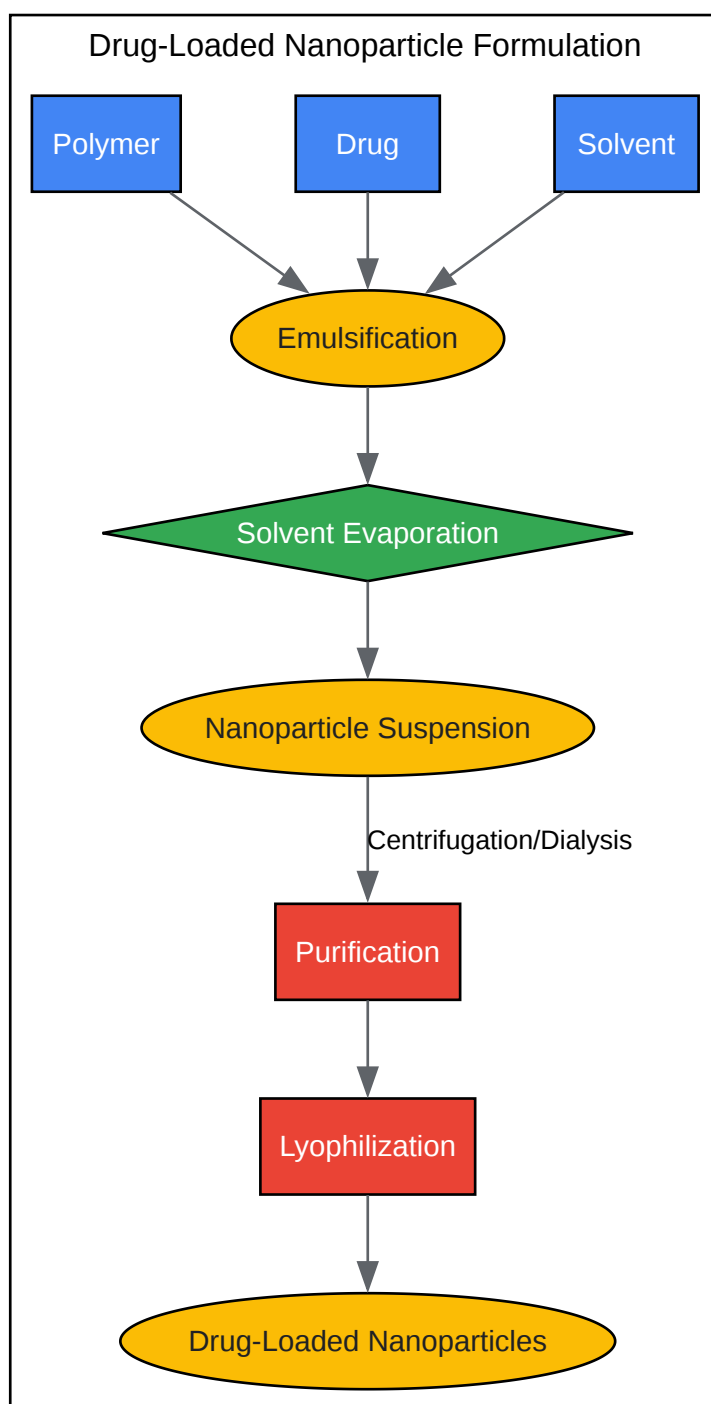 Drug-Loaded Nanoparticle Formulation
Polymer
Drug
Solvent
Emulsification
Solvent Evaporation
Nanoparticle Suspension
Centrifugation/Dialysis
Purification
Lyophilization
Drug-Loaded Nanoparticles